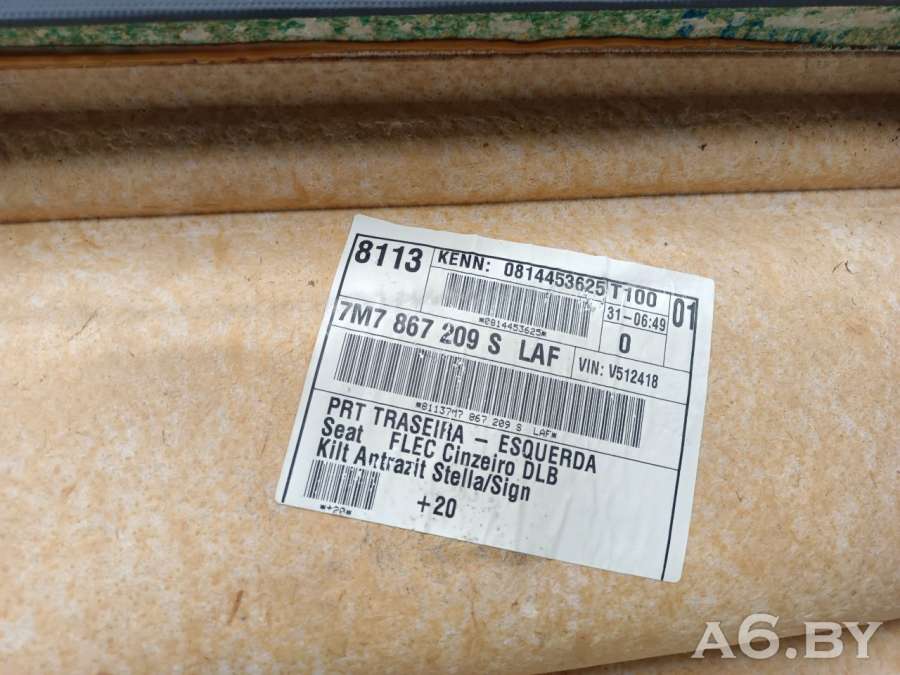 8113
KENN: 0814453625
T100
01
*0814453625*
31-06:49
0
7M7 867 209 S LAF
VIN: V512418
*81137M7 867 209 S LAF*
PRT TRASEIRA - ESQUERDA
Seat FLEC Cinzeiro DLB
Kilt Antrazit Stella/Sign
+20
*+20*
A6.BY